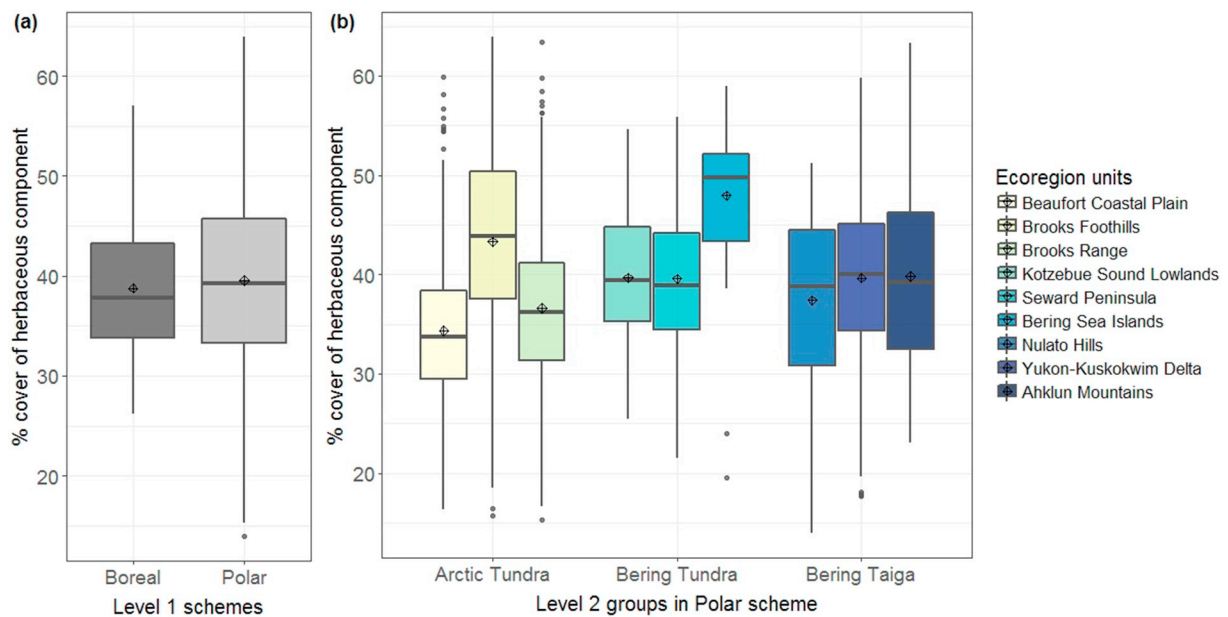 (a)
% cover of herbaceous component
60
50
40
30
20
Boreal
Polar
Level 1 schemes
(b)
% cover of herbaceous component
60
50
40
30
20
Arctic Tundra
Bering Tundra
Bering Taiga
Level 2 groups in Polar scheme
Ecoregion units
Beaufort Coastal Plain
Brooks Foothills
Brooks Range
Kotzebue Sound Lowlands
Seward Peninsula
Bering Sea Islands
Nulato Hills
Yukon-Kuskokwim Delta
Ahklun Mountains